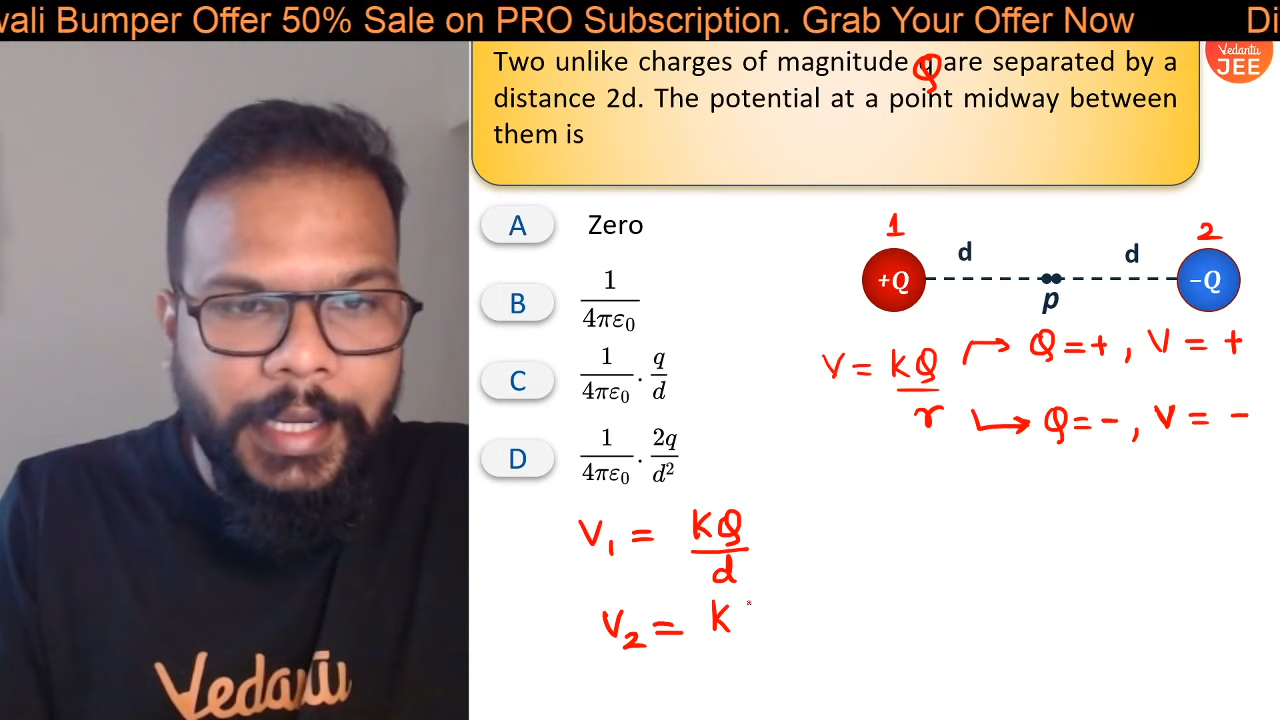 wali Bumper Offer 50% Sale on PRO Subscription. Grab Your Offer Now Di
Vedantu
JEE
Two unlike charges of magnitude q are separated by a
Q
distance 2d. The potential at a point midway between
them is
A Zero
B 1/4πε₀
C 1/4πε₀ · q/d
D 1/4πε₀ · 2q/d²
1 2
d d
+Q −Q
p
V = KQ/r
Q = + , V = +
Q = - , V = -
V₁ = KQ/d
V₂ = K
Vedantu